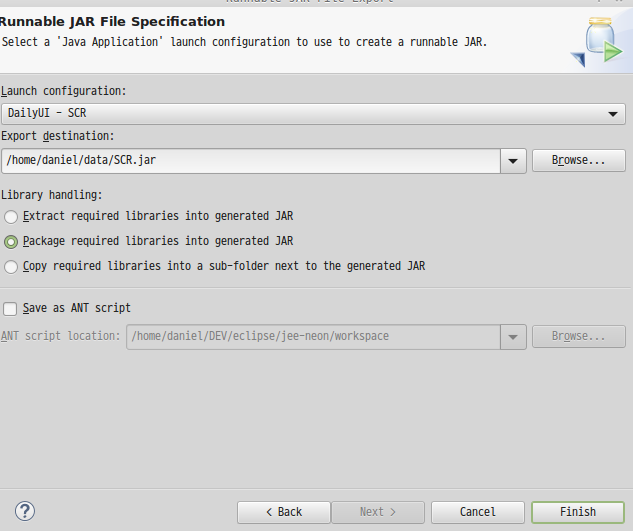 Runnable JAR File Export
Runnable JAR File Specification
Select a 'Java Application' launch configuration to use to create a runnable JAR.
Launch configuration:
DailyUI - SCR
Export destination:
/home/daniel/data/SCR.jar
Browse...
Library handling:
Extract required libraries into generated JAR
Package required libraries into generated JAR
Copy required libraries into a sub-folder next to the generated JAR
Save as ANT script
ANT script location:
/home/daniel/DEV/eclipse/jee-neon/workspace
Browse...
?
< Back
Next >
Cancel
Finish